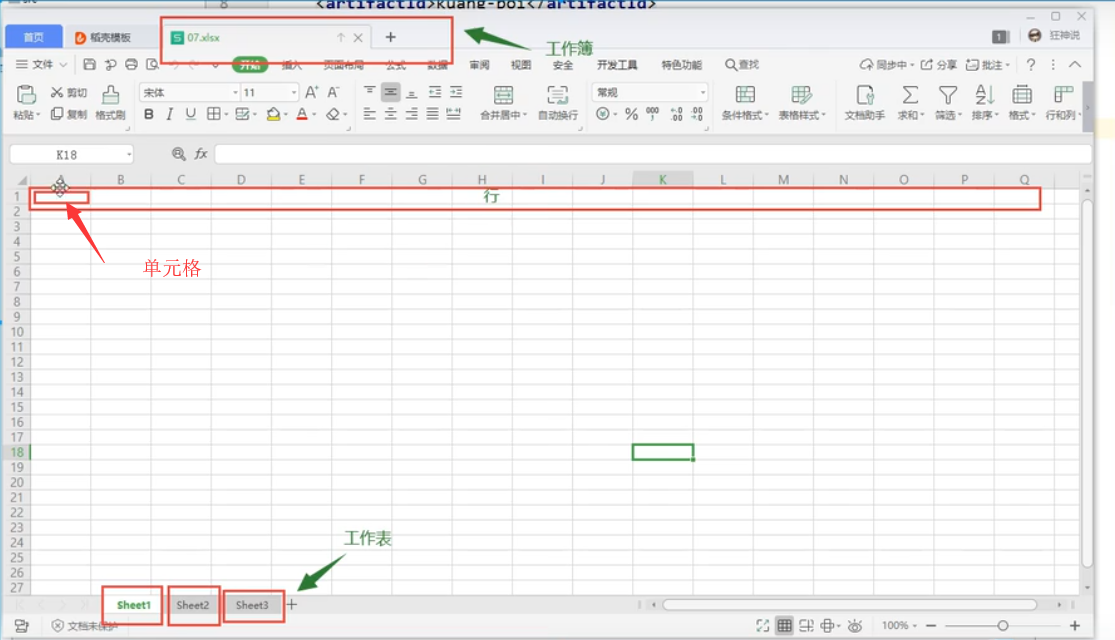 <artifactId>kuang-poi</artifactId>
首页 稻壳模板 S 07.xlsx 1 狂神说
工作簿
文件 开始 插入 页面布局 公式 数据 审阅 视图 安全 开发工具 特色功能 查找 同步中 分享 批注
剪切 宋体 11 A+ A- 常规
粘贴 复制 格式刷 B I U A 合并居中 自动换行 % 000 条件格式 表格样式 文档助手 求和 筛选 排序 格式 行和列
K18 fx
A B C D E F G H I J K L M N O P Q
1 行
2
3
4
5
单元格
6
7
8
9
10
11
12
13
14
15
16
17
18
19
20
21
22
23
工作表
24
25
26
27
Sheet1 Sheet2 Sheet3
文档未保护 100%